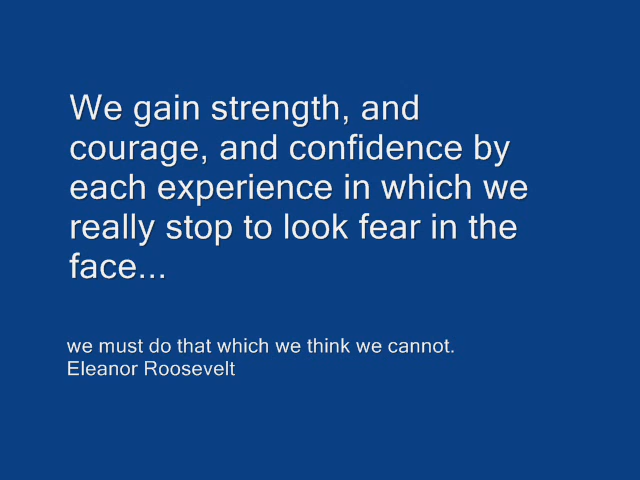 We gain strength, and
courage, and confidence by
each experience in which we
really stop to look fear in the
face...
we must do that which we think we cannot.
Eleanor Roosevelt